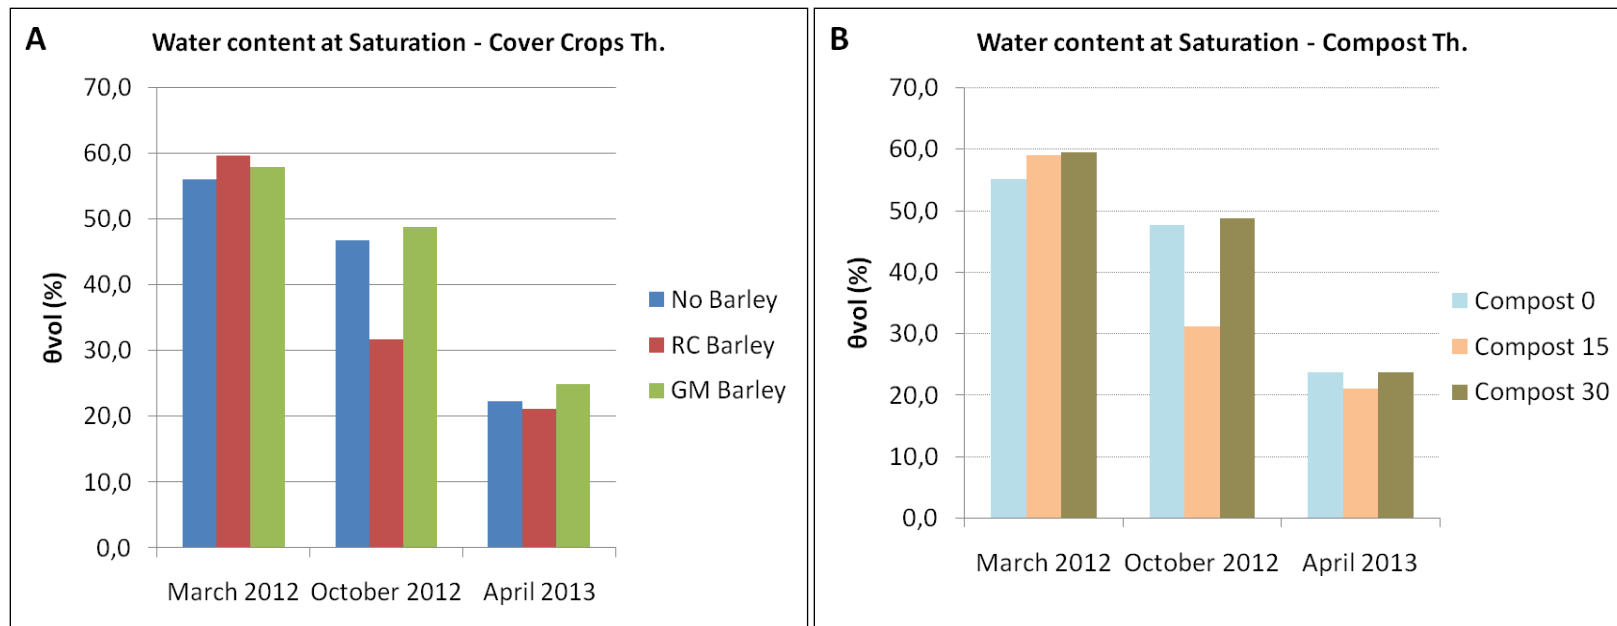 A
Water content at Saturation - Cover Crops Th.
70,0
60,0
50,0
40,0
30,0
20,0
10,0
0,0
θvol (%)
March 2012
October 2012
April 2013
No Barley
RC Barley
GM Barley
B
Water content at Saturation - Compost Th.
70,0
60,0
50,0
40,0
30,0
20,0
10,0
0,0
θvol (%)
March 2012
October 2012
April 2013
Compost 0
Compost 15
Compost 30